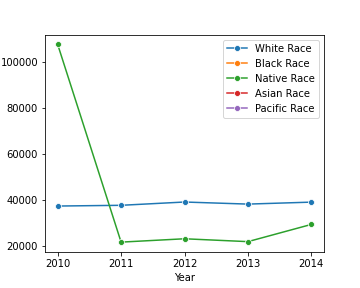 White Race
Black Race
Native Race
Asian Race
Pacific Race
100000
80000
60000
40000
20000
2010 2011 2012 2013 2014
Year